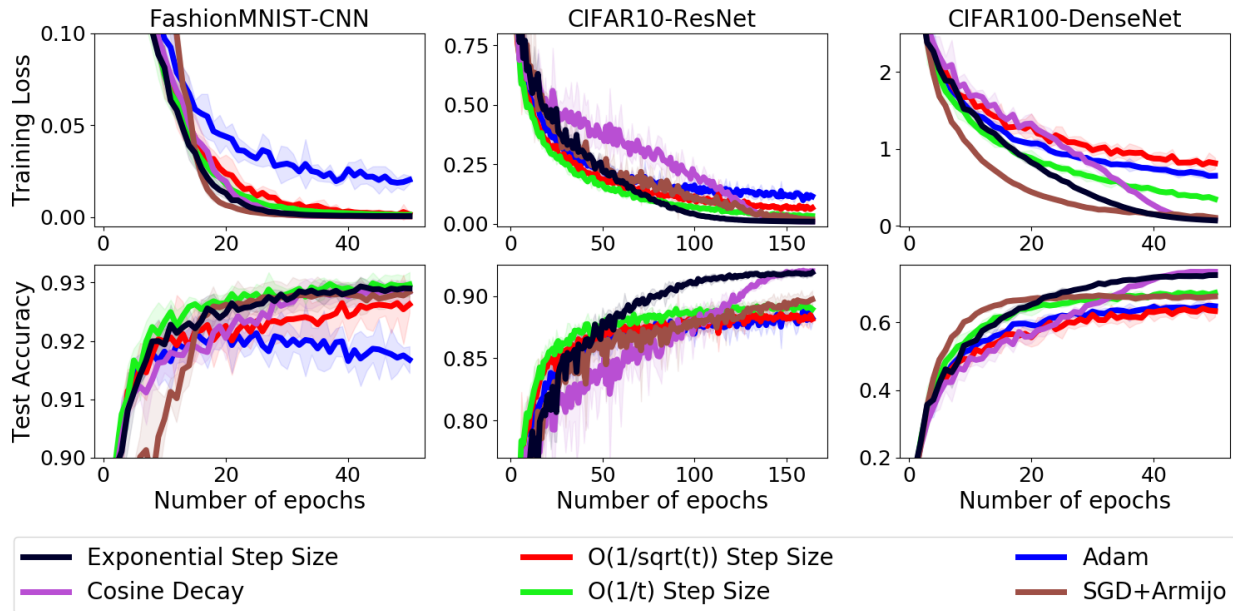 FashionMNIST-CNN
CIFAR10-ResNet
CIFAR100-DenseNet
Training Loss
0.10
0.05
0.00
0 20 40
0.75
0.50
0.25
0.00
0 50 100 150
2
1
0
0 20 40
Test Accuracy
0.93
0.92
0.91
0.90
0 20 40
Number of epochs
0.90
0.85
0.80
0 50 100 150
Number of epochs
0.6
0.4
0.2
0 20 40
Number of epochs
Exponential Step Size
O(1/sqrt(t)) Step Size
Adam
Cosine Decay
O(1/t) Step Size
SGD+Armijo